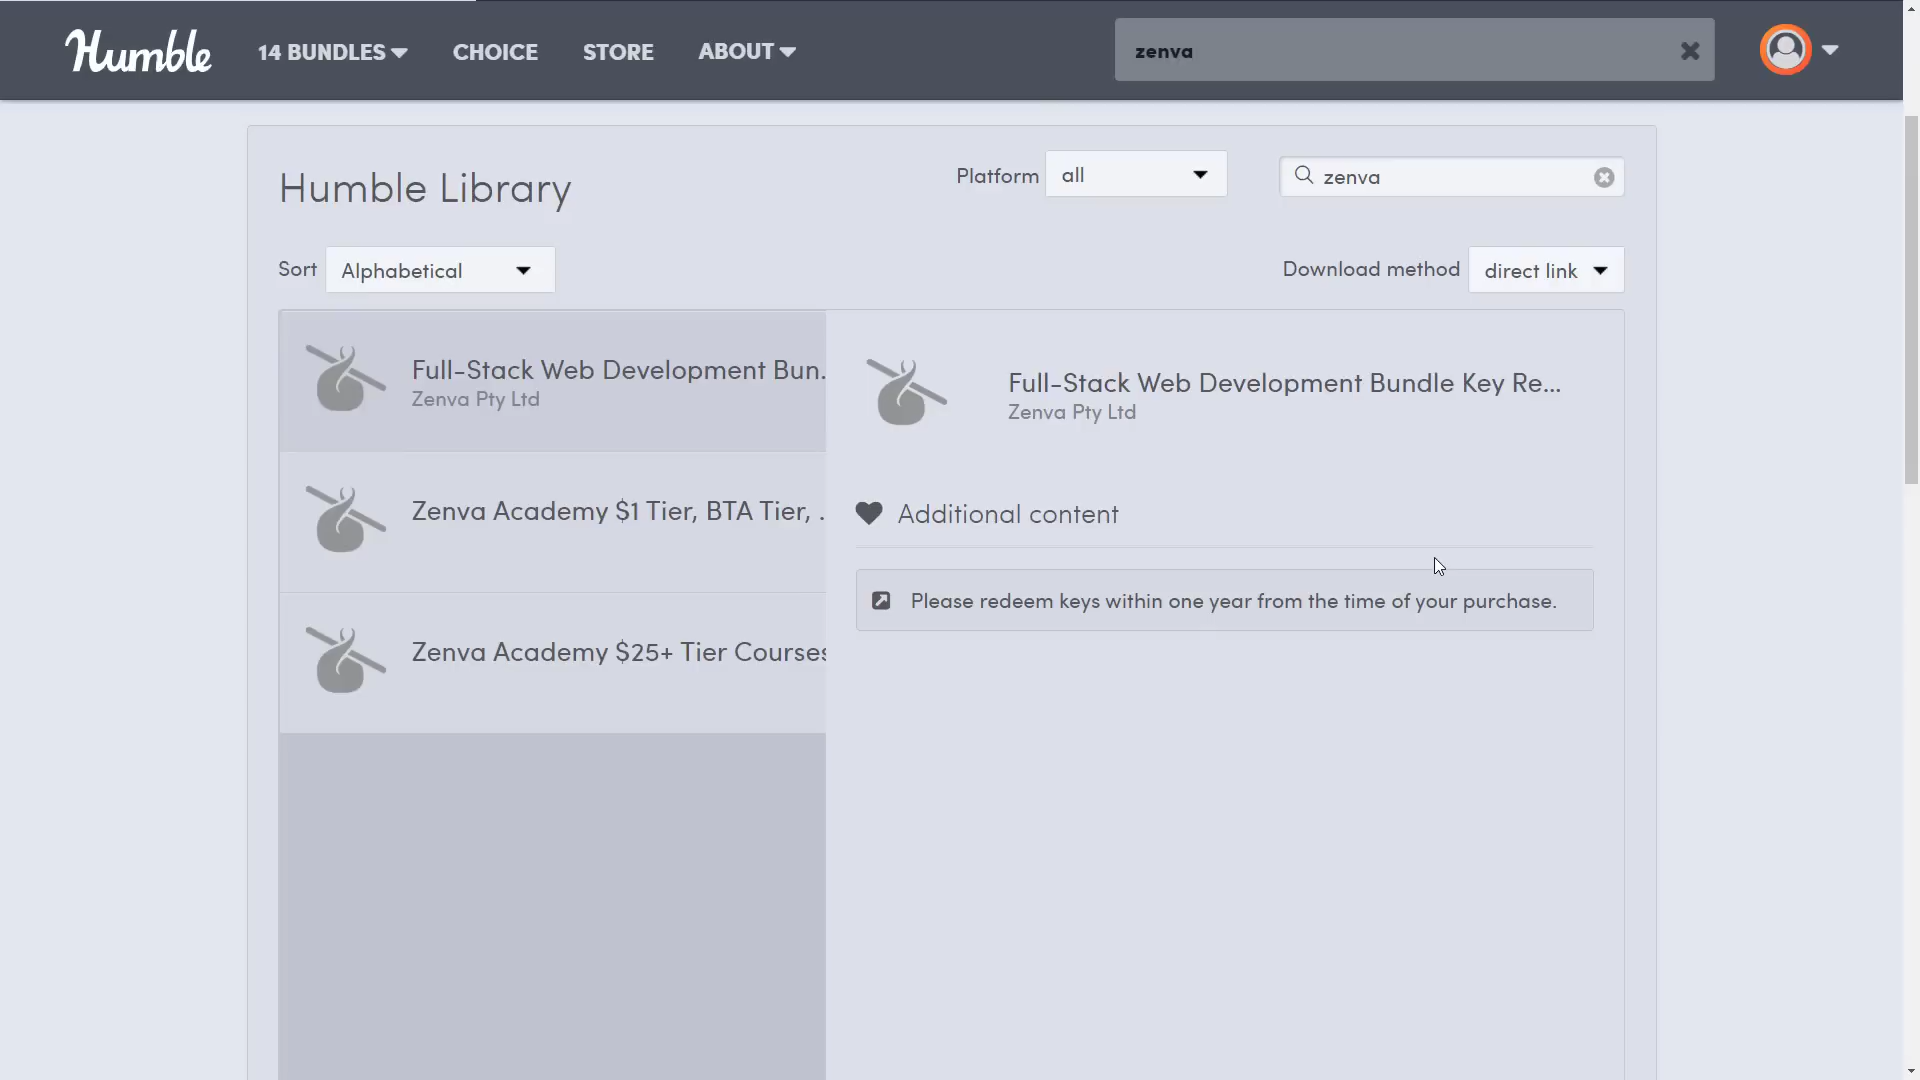 Humble
14 BUNDLES
CHOICE
STORE
ABOUT
zenva
Humble Library
Platform
all
zenva
Sort
Alphabetical
Download method
direct link
Full-Stack Web Development Bun.
Zenva Pty Ltd
Zenva Academy $1 Tier, BTA Tier, .
Zenva Academy $25+ Tier Courses
Full-Stack Web Development Bundle Key Re...
Zenva Pty Ltd
Additional content
Please redeem keys within one year from the time of your purchase.